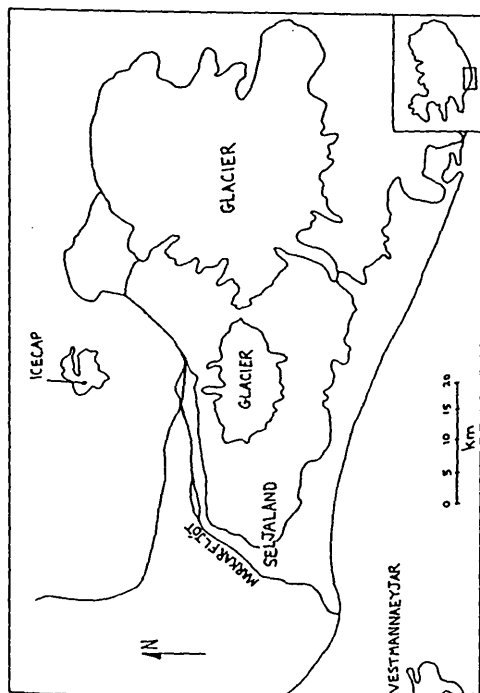 ICECAP
GLACIER
GLACIER
SELJALAND
MARKARFLJÓT
N
0 5 10 15 20
km
VESTMANNAEYJAR